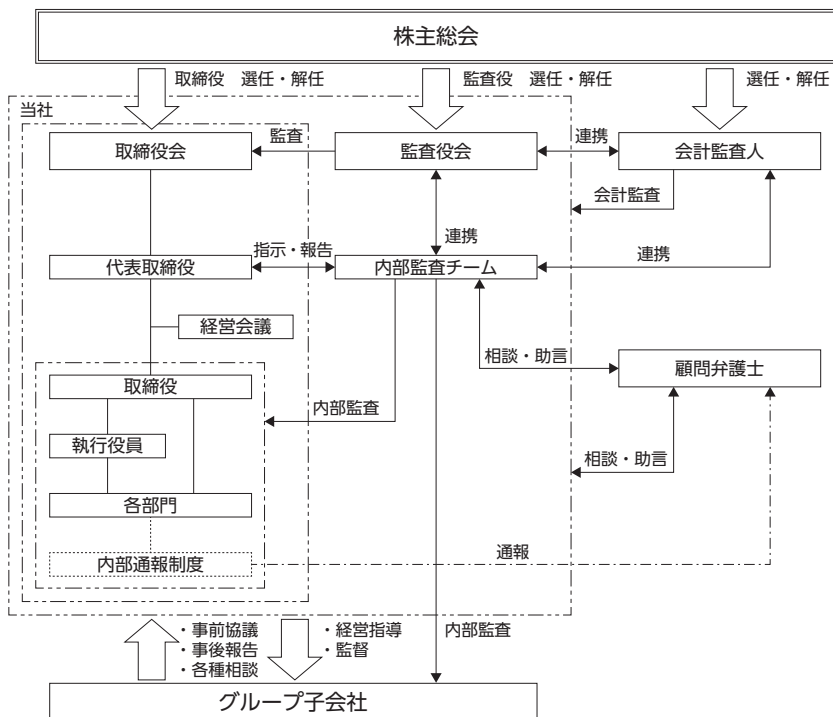 株主総会
取締役 選任・解任
監査役 選任・解任
選任・解任
当社
取締役会
監査
監査役会
連携
会計監査人
会計監査
連携
指示・報告
連携
代表取締役
内部監査チーム
経営会議
相談・助言
顧問弁護士
取締役
内部監査
執行役員
相談・助言
各部門
通報
内部通報制度
・事前協議
・事後報告
・各種相談
・経営指導
・監督
内部監査
グループ子会社